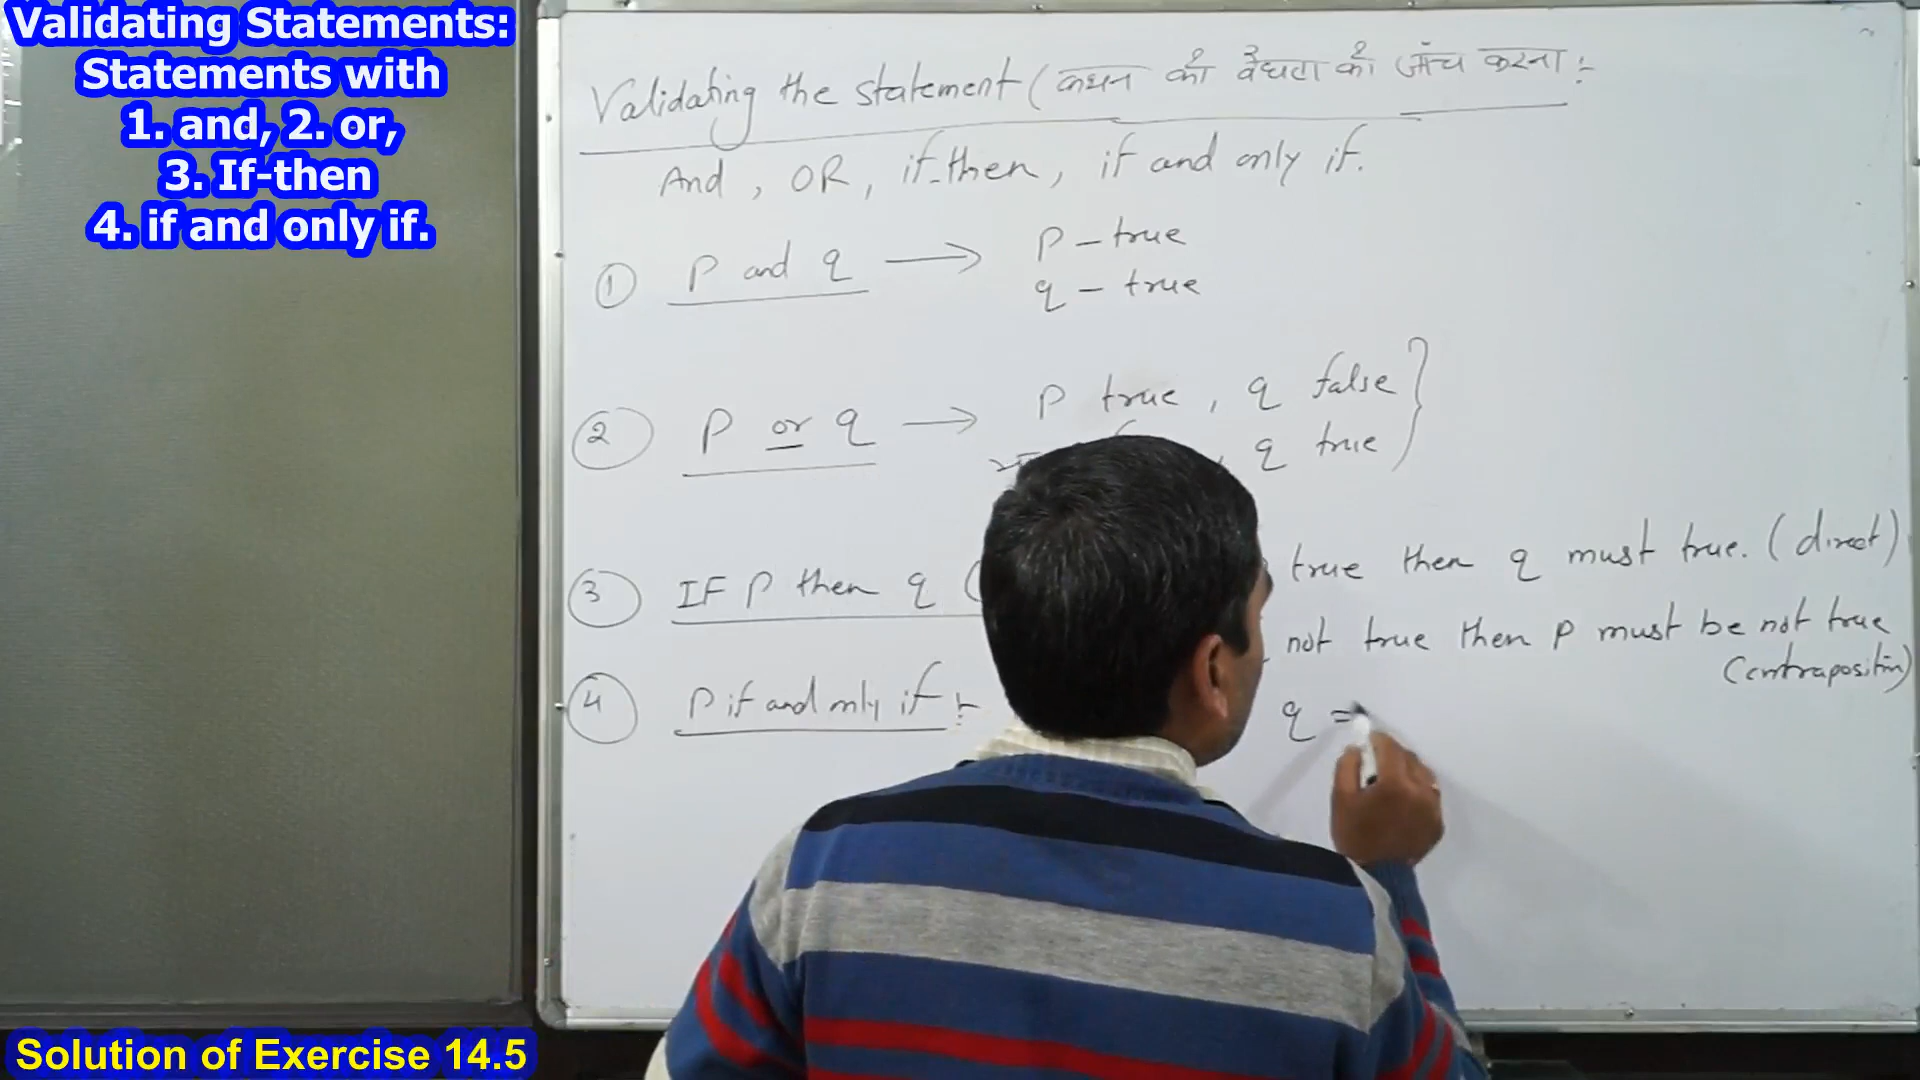 Validating Statements:
Statements with
1. and, 2. or,
3. If-then
4. if and only if.
Validating the statement (कथन की वैधता की जाँच करना :-
And , OR , if-then , if and only if.
① P and q → P - true
q - true
② P or q → P true , q false }
q true
③ IF P then q ( true then q must true. (direct)
not true then P must be not true
(contraposition)
④ P if and only if :- q =
Solution of Exercise 14.5